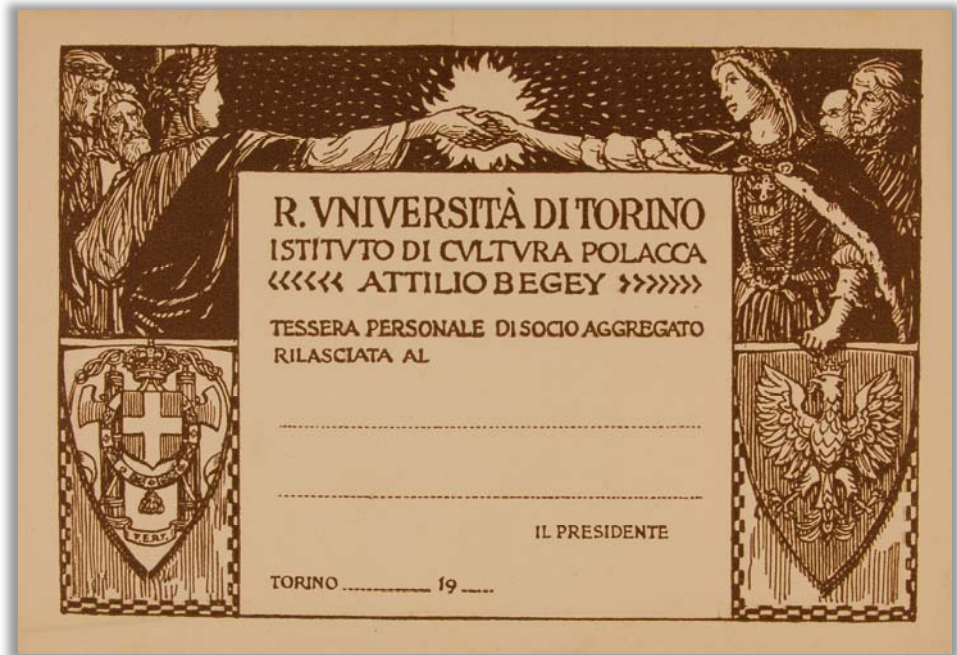 R. VNIVERSITÀ DI TORINO
ISTITVTO DI CVLTVRA POLACCA
<<<<<< ATTILIO BEGEY >>>>>>>
TESSERA PERSONALE DI SOCIO AGGREGATO
RILASCIATA AL
IL PRESIDENTE
TORINO ............ 19 .....
F.E.R.T.